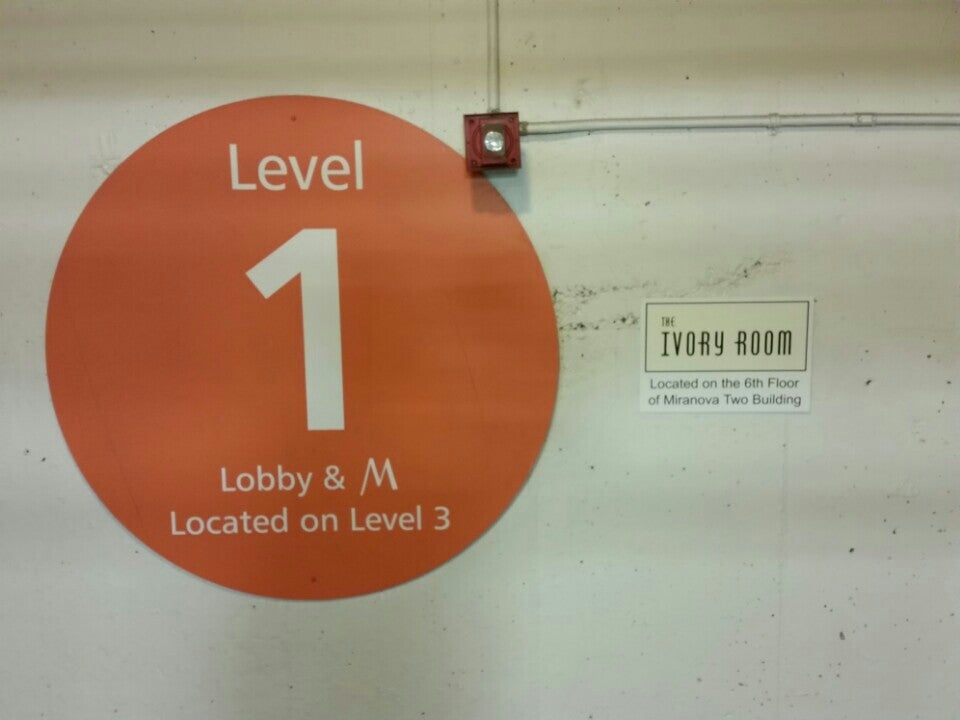 Level
1
Lobby & M
Located on Level 3
THE
IVORY ROOM
Located on the 6th Floor
of Miranova Two Building